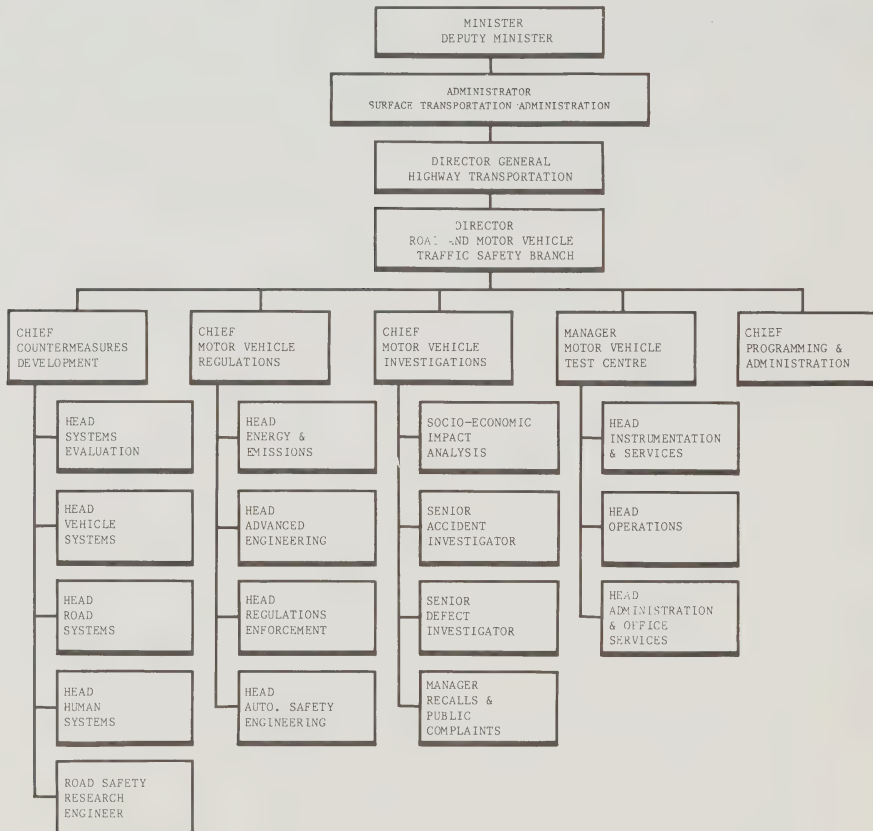 MINISTER
DEPUTY MINISTER
ADMINISTRATOR
SURFACE TRANSPORTATION ADMINISTRATION
DIRECTOR GENERAL
HIGHWAY TRANSPORTATION
DIRECTOR
ROAD AND MOTOR VEHICLE
TRAFFIC SAFETY BRANCH
CHIEF
COUNTERMEASURES
DEVELOPMENT
CHIEF
MOTOR VEHICLE
REGULATIONS
CHIEF
MOTOR VEHICLE
INVESTIGATIONS
MANAGER
MOTOR VEHICLE
TEST CENTRE
CHIEF
PROGRAMMING &
ADMINISTRATION
HEAD
SYSTEMS
EVALUATION
HEAD
VEHICLE
SYSTEMS
HEAD
ROAD
SYSTEMS
HEAD
HUMAN
SYSTEMS
ROAD SAFETY
RESEARCH
ENGINEER
HEAD
ENERGY &
EMISSIONS
HEAD
ADVANCED
ENGINEERING
HEAD
REGULATIONS
ENFORCEMENT
HEAD
AUTO. SAFETY
ENGINEERING
SOCIO-ECONOMIC
IMPACT
ANALYSIS
SENIOR
ACCIDENT
INVESTIGATOR
SENIOR
DEFECT
INVESTIGATOR
MANAGER
RECALLS &
PUBLIC
COMPLAINTS
HEAD
INSTRUMENTATION
& SERVICES
HEAD
OPERATIONS
HEAD
ADMINISTRATION
& OFFICE
SERVICES